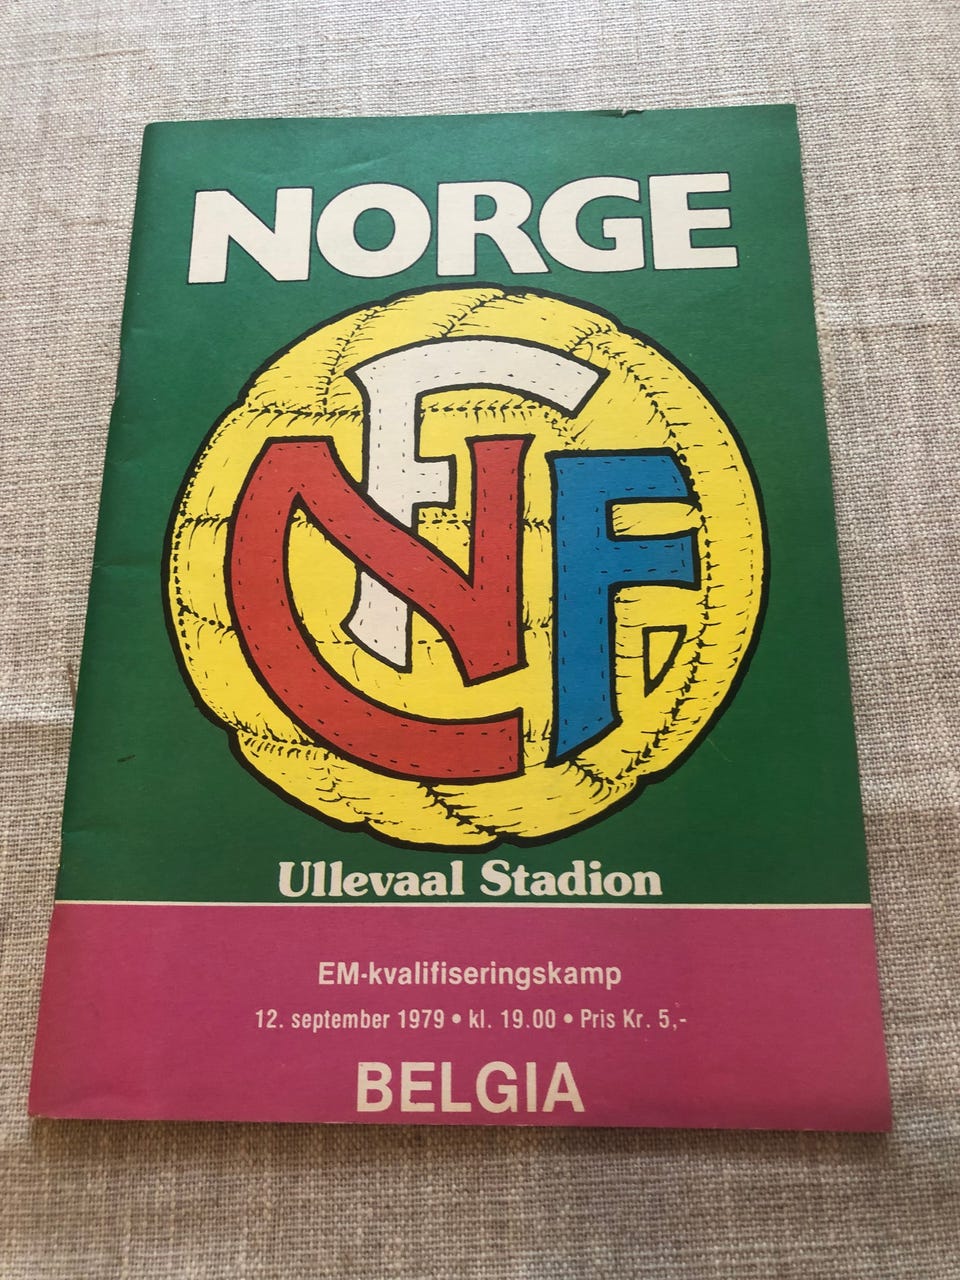 NORGE
NFF
Ullevaal Stadion
EM-kvalifiseringskamp
12. september 1979 • kl. 19.00 • Pris Kr. 5,-
BELGIA